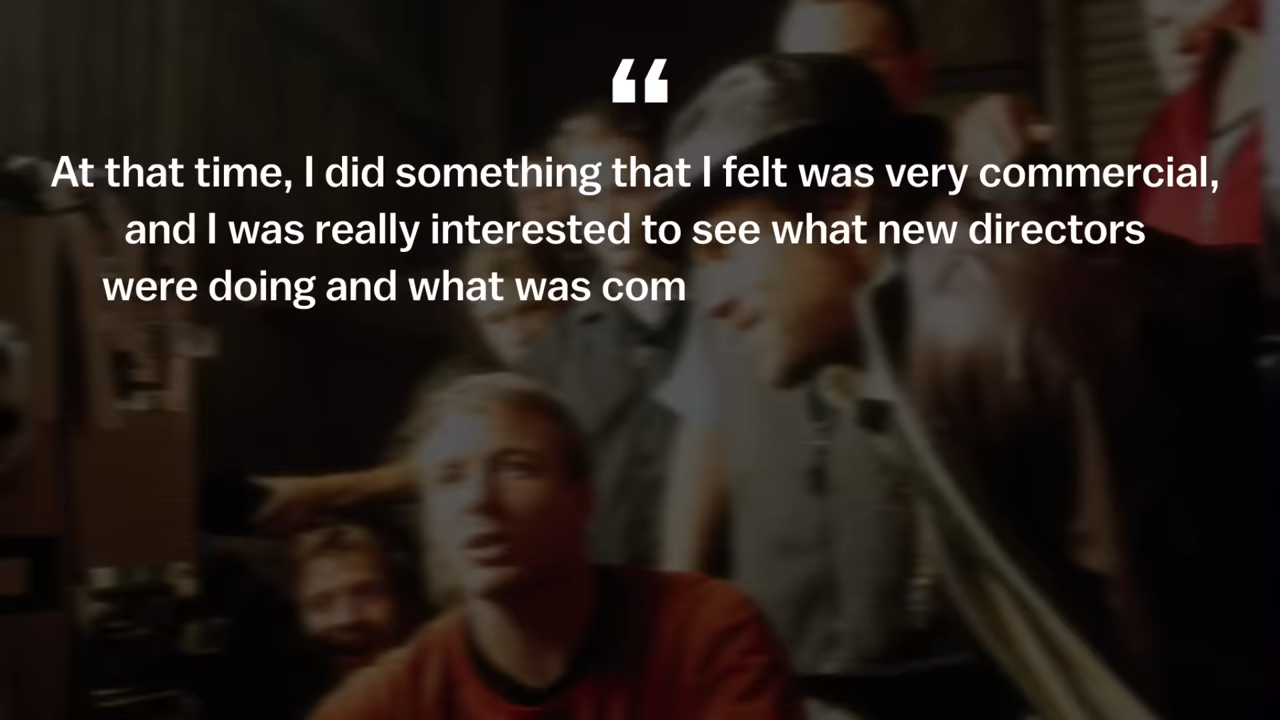 “
At that time, I did something that I felt was very commercial,
and I was really interested to see what new directors
were doing and what was com